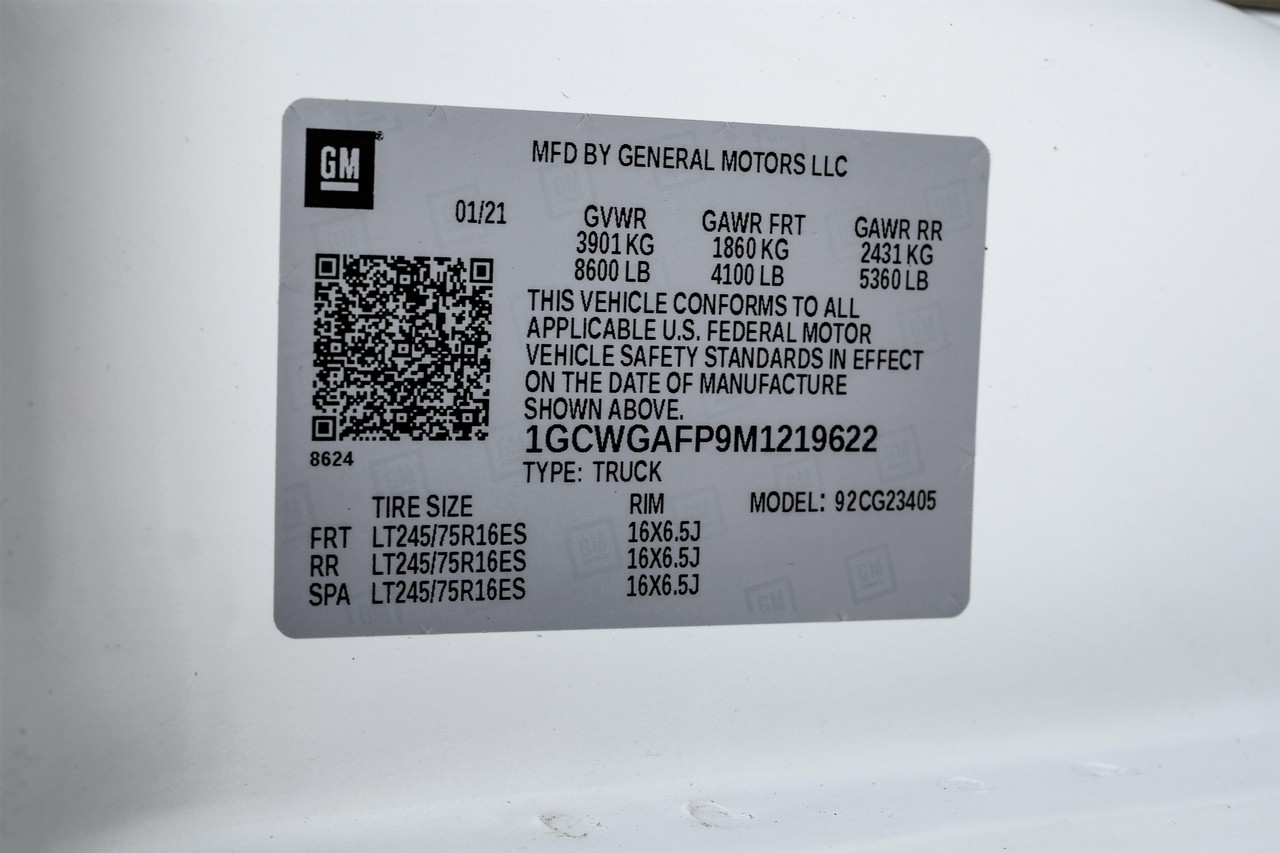 GM
MFD BY GENERAL MOTORS LLC
01/21 GVWR GAWR FRT GAWR RR
3901 KG 1860 KG 2431 KG
8600 LB 4100 LB 5360 LB
THIS VEHICLE CONFORMS TO ALL
APPLICABLE U.S. FEDERAL MOTOR
VEHICLE SAFETY STANDARDS IN EFFECT
ON THE DATE OF MANUFACTURE
SHOWN ABOVE.
1GCWGAFP9M1219622
8624
TYPE: TRUCK
TIRE SIZE RIM MODEL: 92CG23405
FRT LT245/75R16ES 16X6.5J
RR LT245/75R16ES 16X6.5J
SPA LT245/75R16ES 16X6.5J